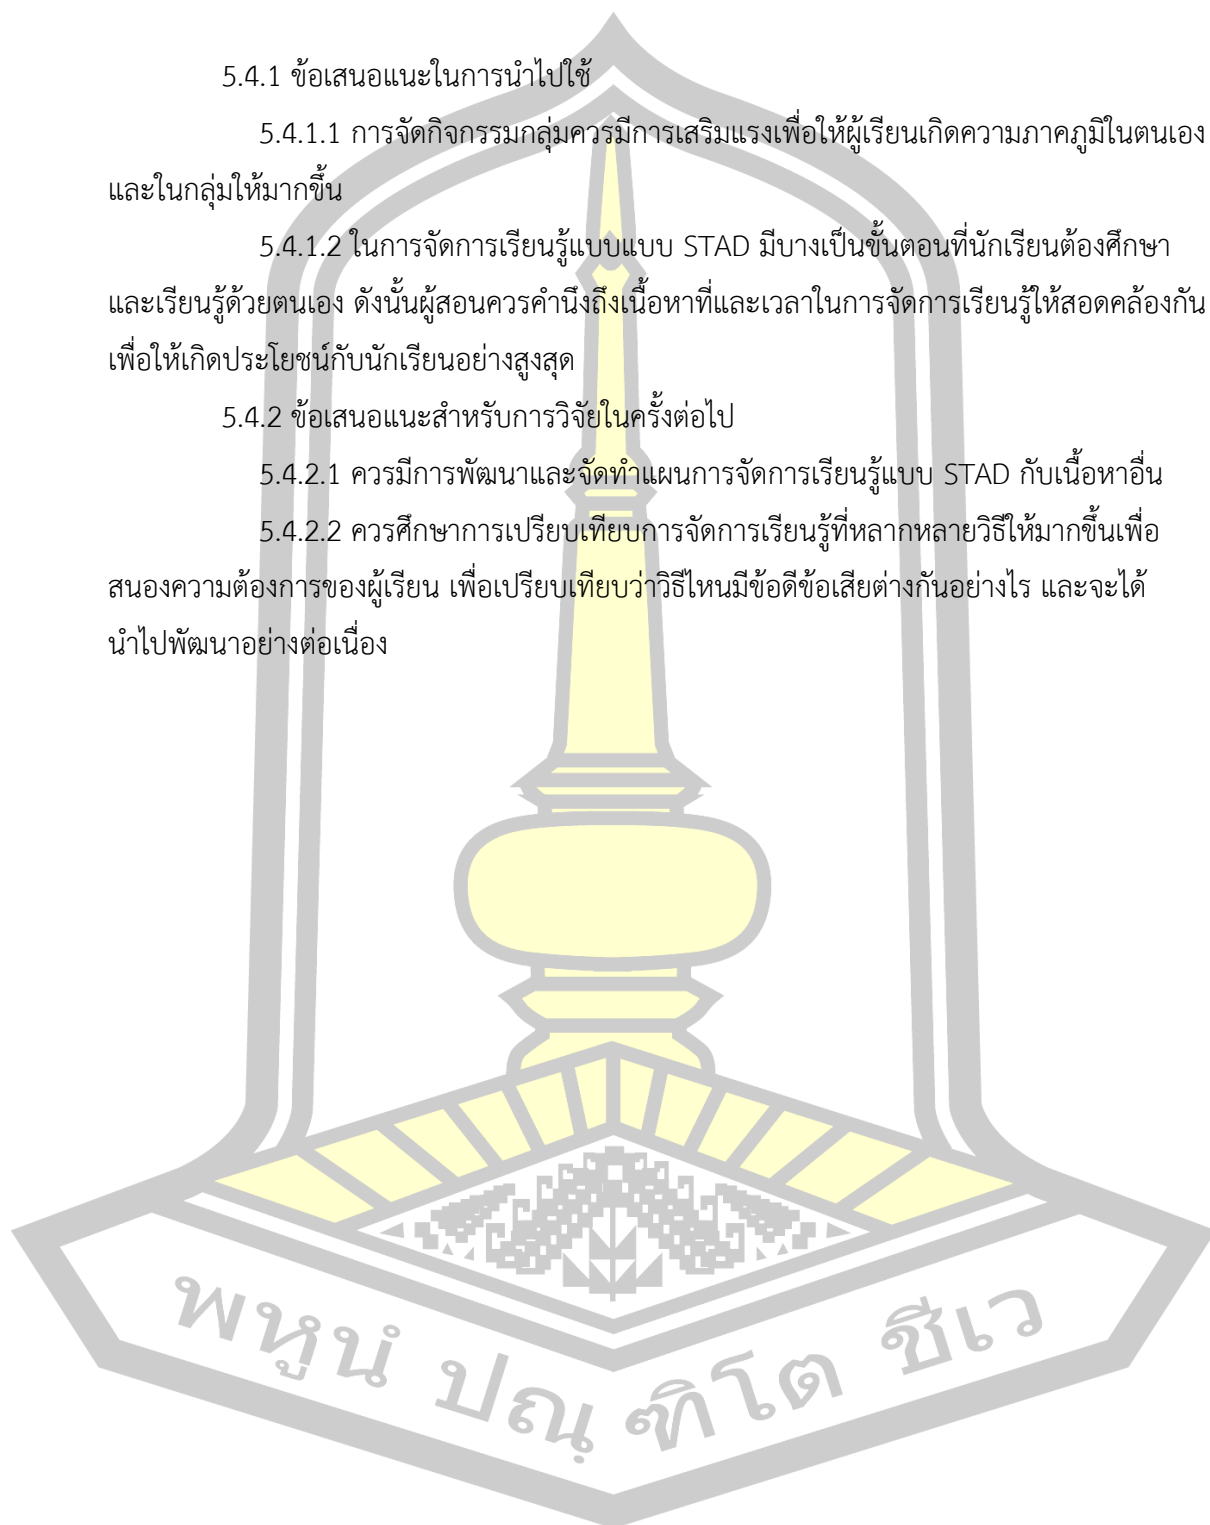 5.4.1 ข้อเสนอแนะในการนำไปใช้
5.4.1.1 การจัดกิจกรรมกลุ่มควรมีการเสริมแรงเพื่อให้ผู้เรียนเกิดความภาคภูมิในตนเอง
และในกลุ่มให้มากขึ้น
5.4.1.2 ในการจัดการเรียนรู้แบบแบบ STAD มีบางเป็นขั้นตอนที่นักเรียนต้องศึกษา
และเรียนรู้ด้วยตนเอง ดังนั้นผู้สอนควรคำนึงถึงเนื้อหาที่และเวลาในการจัดการเรียนรู้ให้สอดคล้องกัน
เพื่อให้เกิดประโยชน์กับนักเรียนอย่างสูงสุด
5.4.2 ข้อเสนอแนะสำหรับการวิจัยในครั้งต่อไป
5.4.2.1 ควรมีการพัฒนาและจัดทำแผนการจัดการเรียนรู้แบบ STAD กับเนื้อหาอื่น
5.4.2.2 ควรศึกษาการเปรียบเทียบการจัดการเรียนรู้ที่หลากหลายวิธีให้มากขึ้นเพื่อ
สนองความต้องการของผู้เรียน เพื่อเปรียบเทียบว่าวิธีไหนมีข้อดีข้อเสียต่างกันอย่างไร และจะได้
นำไปพัฒนาอย่างต่อเนื่อง
พหูนํ ปณฺฑิโต ชีเว